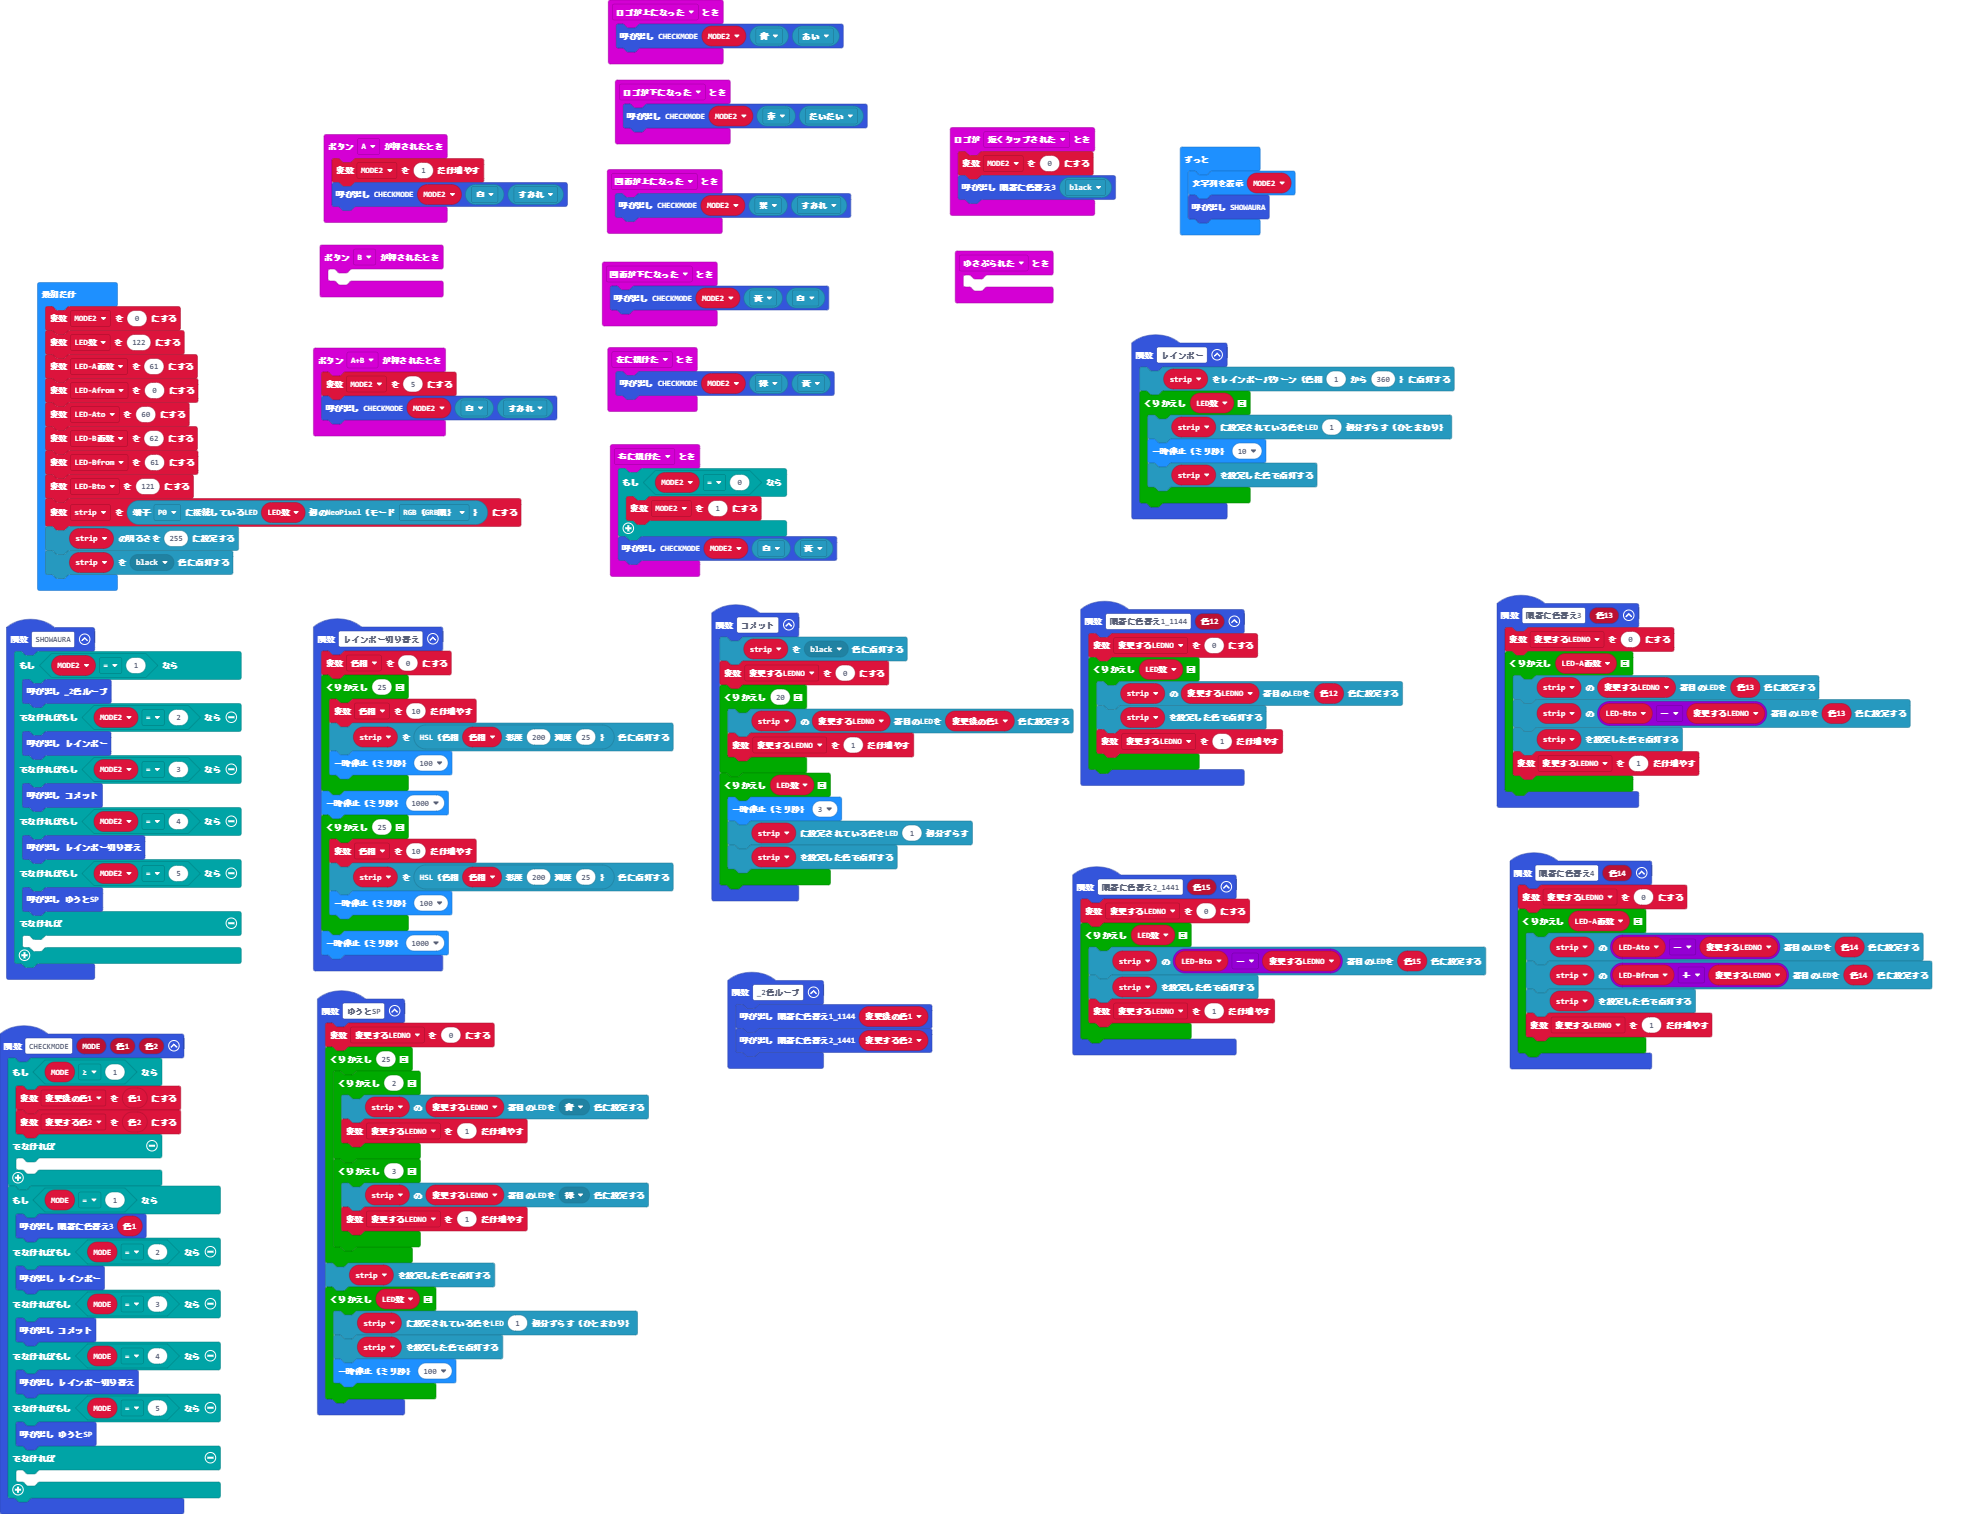 ロゴが上になった とき
呼び出し CHECKMODE MODE2 青 あい
ロゴが下になった とき
呼び出し CHECKMODE MODE2 赤 だいだい
画面が上になった とき
呼び出し CHECKMODE MODE2 紫 すみれ
画面が下になった とき
呼び出し CHECKMODE MODE2 黄 白
左に傾けた とき
呼び出し CHECKMODE MODE2 緑 黄
右に傾けた とき
もし MODE2 = 0 なら
変数 MODE2 を 1 にする
呼び出し CHECKMODE MODE2 白 黄
ボタン A が押されたとき
変数 MODE2 を 1 だけ増やす
呼び出し CHECKMODE MODE2 白 すみれ
ボタン B が押されたとき
ボタン A+B が押されたとき
変数 MODE2 を 5 にする
呼び出し CHECKMODE MODE2 白 すみれ
ロゴが 短くタップされた とき
変数 MODE2 を 0 にする
呼び出し 順番に色替え3 black
ゆさぶられた とき
ずっと
文字列を表示 MODE2
呼び出し SHOWAURA
最初だけ
変数 MODE2 を 0 にする
変数 LED数 を 122 にする
変数 LED-A面数 を 61 にする
変数 LED-Afrom を 0 にする
変数 LED-Ato を 60 にする
変数 LED-B面数 を 62 にする
変数 LED-Bfrom を 61 にする
変数 LED-Bto を 121 にする
変数 strip を 端子 P0 に接続しているLED LED数 個のNeoPixel (モード RGB (GRB順) ) にする
strip の明るさを 255 に設定する
strip を black 色に点灯する
関数 レインボー
strip をレインボーパターン (色相 1 から 360 ) に点灯する
くりかえし LED数 回
strip に設定されている色をLED 1 個分ずらす (ひとまわり)
一時停止 (ミリ秒) 10
strip を設定した色で点灯する
関数 SHOWAURA
もし MODE2 = 1 なら
呼び出し _2色ループ
でなければもし MODE2 = 2 なら
呼び出し レインボー
でなければもし MODE2 = 3 なら
呼び出し コメット
でなければもし MODE2 = 4 なら
呼び出し レインボー切り替え
でなければもし MODE2 = 5 なら
呼び出し ゆうとSP
でなければ
関数 レインボー切り替え
変数 色相 を 0 にする
くりかえし 25 回
変数 色相 を 10 だけ増やす
strip を HSL (色相 色相 彩度 200 輝度 25 ) 色に点灯する
一時停止 (ミリ秒) 100
一時停止 (ミリ秒) 1000
くりかえし 25 回
変数 色相 を 10 だけ増やす
strip を HSL (色相 色相 彩度 200 輝度 25 ) 色に点灯する
一時停止 (ミリ秒) 100
一時停止 (ミリ秒) 1000
関数 コメット
strip を black 色に点灯する
変数 変更するLEDNO を 0 にする
くりかえし 20 回
strip の 変更するLEDNO 番目のLEDを 変更後の色1 色に設定する
変数 変更するLEDNO を 1 だけ増やす
くりかえし LED数 回
一時停止 (ミリ秒) 3
strip に設定されている色をLED 1 個分ずらす
strip を設定した色で点灯する
関数 順番に色替え1_1144 色12
変数 変更するLEDNO を 0 にする
くりかえし LED数 回
strip の 変更するLEDNO 番目のLEDを 色12 色に設定する
strip を設定した色で点灯する
変数 変更するLEDNO を 1 だけ増やす
関数 順番に色替え3 色13
変数 変更するLEDNO を 0 にする
くりかえし LED-A面数 回
strip の 変更するLEDNO 番目のLEDを 色13 色に設定する
strip の LED-Bto - 変更するLEDNO 番目のLEDを 色13 色に設定する
strip を設定した色で点灯する
変数 変更するLEDNO を 1 だけ増やす
関数 順番に色替え2_1441 色15
変数 変更するLEDNO を 0 にする
くりかえし LED数 回
strip の LED-Bto - 変更するLEDNO 番目のLEDを 色15 色に設定する
strip を設定した色で点灯する
変数 変更するLEDNO を 1 だけ増やす
関数 順番に色替え4 色14
変数 変更するLEDNO を 0 にする
くりかえし LED-A面数 回
strip の LED-Ato - 変更するLEDNO 番目のLEDを 色14 色に設定する
strip の LED-Bfrom + 変更するLEDNO 番目のLEDを 色14 色に設定する
strip を設定した色で点灯する
変数 変更するLEDNO を 1 だけ増やす
関数 _2色ループ
呼び出し 順番に色替え1_1144 変更後の色1
呼び出し 順番に色替え2_1441 変更する色2
関数 CHECKMODE MODE 色1 色2
もし MODE ≥ 1 なら
変数 変更後の色1 を 色1 にする
変数 変更する色2 を 色2 にする
でなければ
もし MODE = 1 なら
呼び出し 順番に色替え3 色1
でなければもし MODE = 2 なら
呼び出し レインボー
でなければもし MODE = 3 なら
呼び出し コメット
でなければもし MODE = 4 なら
呼び出し レインボー切り替え
でなければもし MODE = 5 なら
呼び出し ゆうとSP
でなければ
関数 ゆうとSP
変数 変更するLEDNO を 0 にする
くりかえし 25 回
くりかえし 2 回
strip の 変更するLEDNO 番目のLEDを 青 色に設定する
変数 変更するLEDNO を 1 だけ増やす
くりかえし 3 回
strip の 変更するLEDNO 番目のLEDを 緑 色に設定する
変数 変更するLEDNO を 1 だけ増やす
strip を設定した色で点灯する
くりかえし LED数 回
strip に設定されている色をLED 1 個分ずらす (ひとまわり)
strip を設定した色で点灯する
一時停止 (ミリ秒) 100